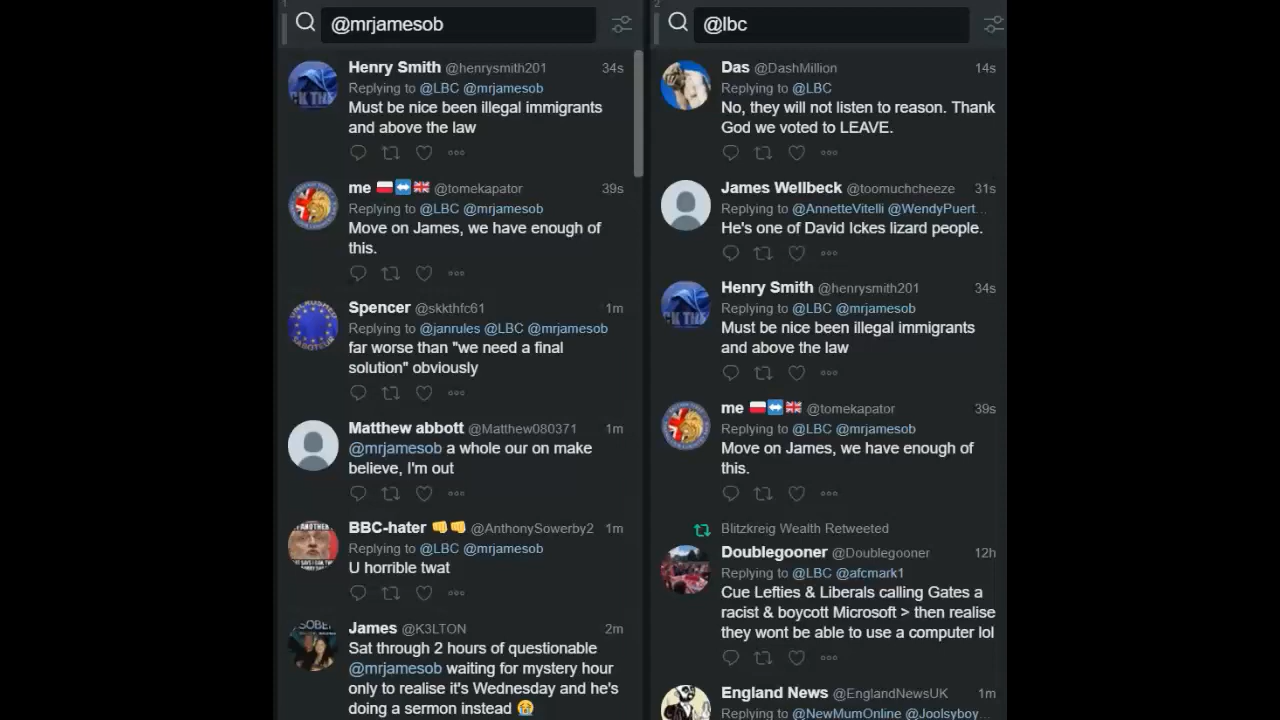 1
@mrjamesob
Henry Smith @henrysmith201 34s
Replying to @LBC @mrjamesob
Must be nice been illegal immigrants
and above the law
me 🇵🇱↔️🇬🇧 @tomekapator 39s
Replying to @LBC @mrjamesob
Move on James, we have enough of
this.
Spencer @skkthfc61 1m
Replying to @janrules @LBC @mrjamesob
far worse than "we need a final
solution" obviously
Matthew abbott @Matthew080371 1m
@mrjamesob a whole our on make
believe, I'm out
BBC-hater 👊👊 @AnthonySowerby2 1m
Replying to @LBC @mrjamesob
U horrible twat
James @K3LTON 2m
Sat through 2 hours of questionable
@mrjamesob waiting for mystery hour
only to realise it's Wednesday and he's
doing a sermon instead 😭
2
@lbc
Das @DashMillion 14s
Replying to @LBC
No, they will not listen to reason. Thank
God we voted to LEAVE.
James Wellbeck @toomuchcheeze 31s
Replying to @AnnetteVitelli @WendyPuert...
He's one of David Ickes lizard people.
Henry Smith @henrysmith201 34s
Replying to @LBC @mrjamesob
Must be nice been illegal immigrants
and above the law
me 🇵🇱↔️🇬🇧 @tomekapator 39s
Replying to @LBC @mrjamesob
Move on James, we have enough of
this.
Blitzkreig Wealth Retweeted
Doublegooner @Doublegooner 12h
Replying to @LBC @afcmark1
Cue Lefties & Liberals calling Gates a
racist & boycott Microsoft > then realise
they wont be able to use a computer lol
England News @EnglandNewsUK 1m
Replying to @NewMumOnline @Joolsyboy...